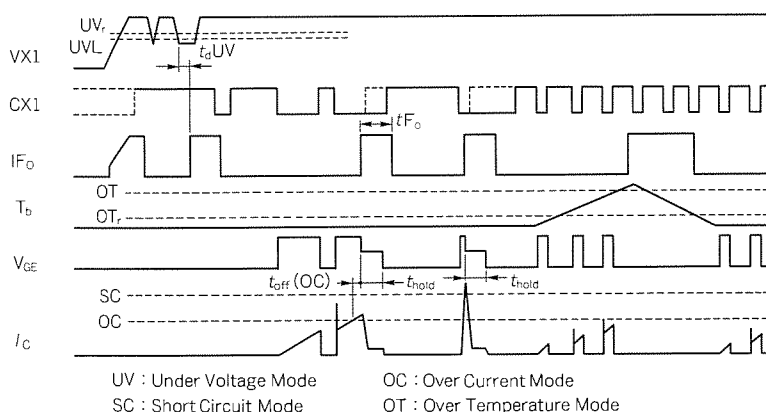 UVr
UVL
VX1
tdUV
CX1
tFo
IFo
OT
Tb
OTr
VGE
toff(OC)
thold
thold
SC
OC
IC
UV : Under Voltage Mode
OC : Over Current Mode
SC : Short Circuit Mode
OT : Over Temperature Mode